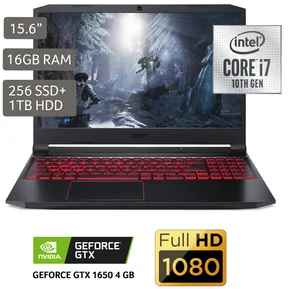 15.6"
16GB RAM
256 SSD+
1TB HDD
intel
CORE i7
10TH GEN
acer
NVIDIA
GEFORCE
GTX
GEFORCE GTX 1650 4 GB
Full HD
1080